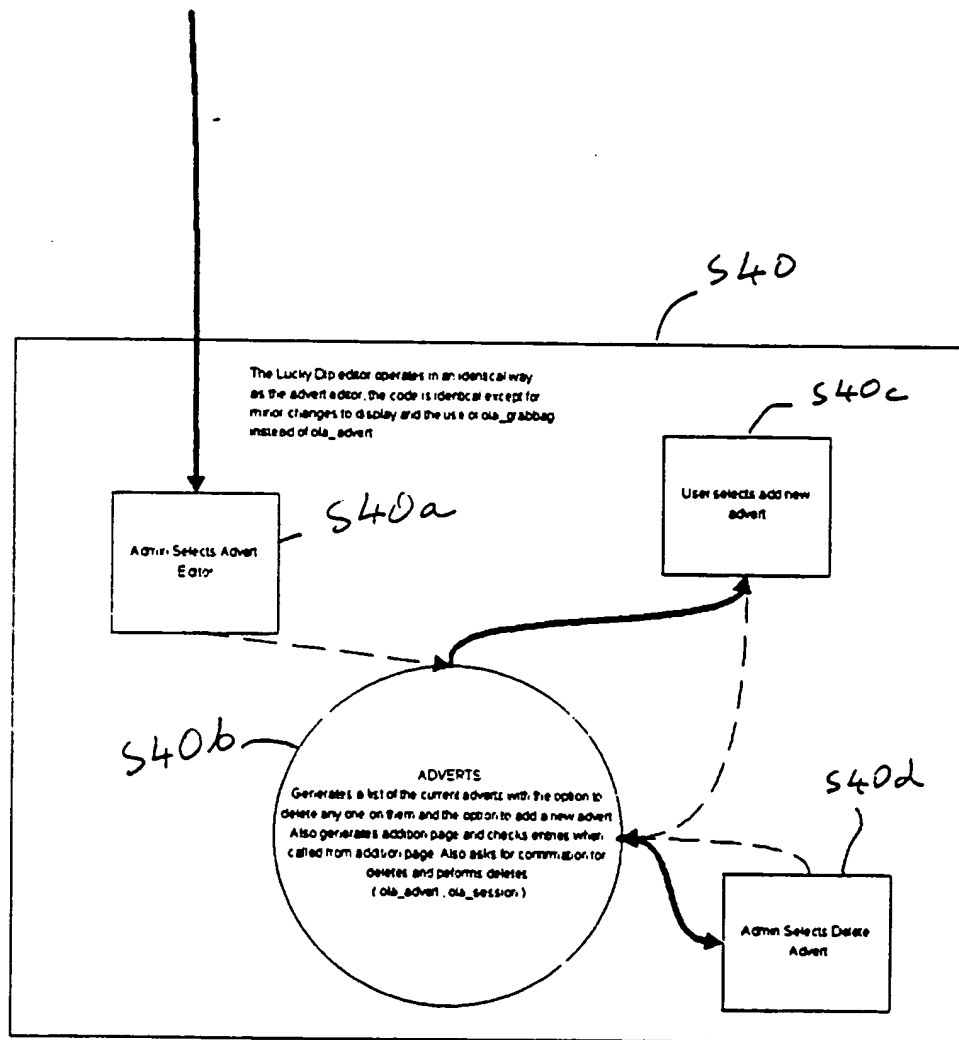 S40
The Lucky Dip editor operates in an identical way
as the advert editor, the code is identical except for
minor changes to display and the use of ola_grabbag
instead of ola_advert
S40c
User selects add new
advert
S40a
Admin Selects Advert
Editor
S40b
ADVERTS
Generates a list of the current adverts with the option to
delete any one on them and the option to add a new advert
Also generates addition page and checks entries when
called from addition page. Also asks for confirmation for
deletes and peforms deletes
( ola_advert , ola_session )
S40d
Admin Selects Delete
Advert